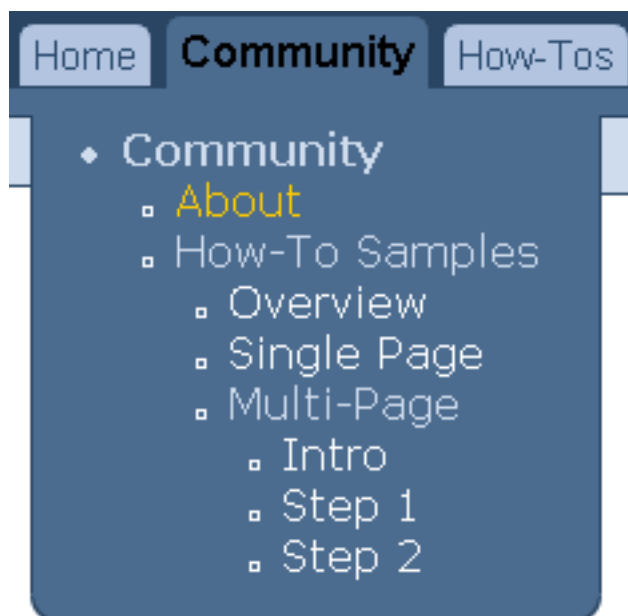 Home Community How-Tos
Community
About
How-To Samples
Overview
Single Page
Multi-Page
Intro
Step 1
Step 2